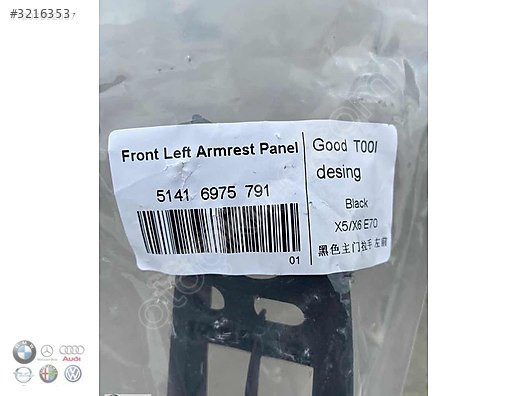 #3216353
Front Left Armrest Panel
5141 6975 791
01
Good TOOl
desing
Black
X5/X6 E70
黑色主门扶手 左前
Audi